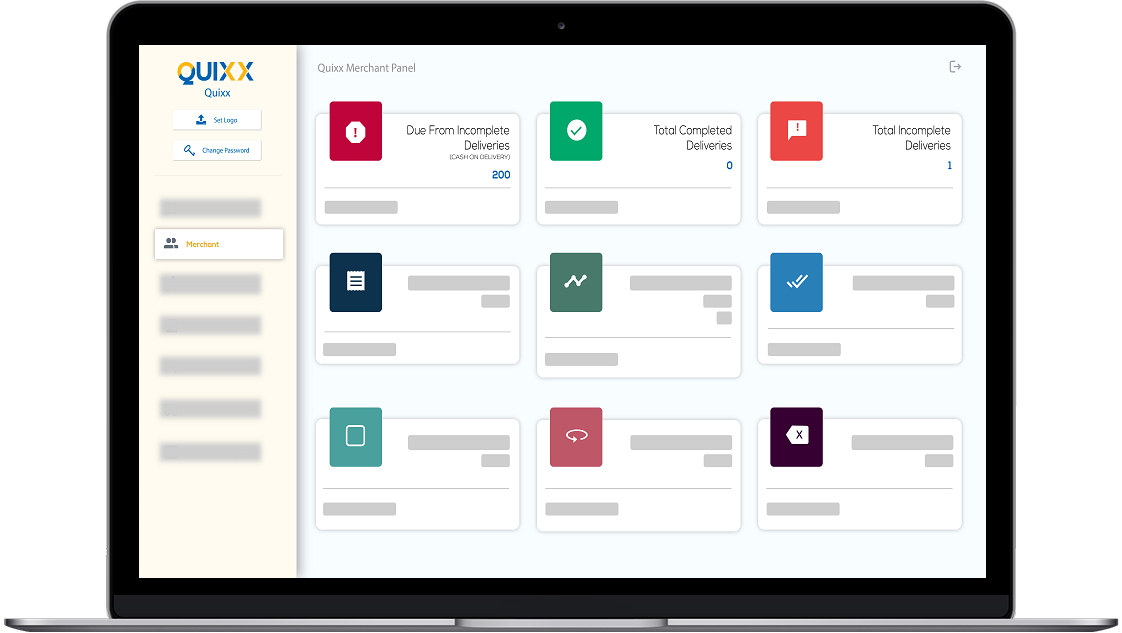 QUIXX
Quixx
Set Logo
Change Password
Merchant
Quixx Merchant Panel
Due From Incomplete
Deliveries
(CASH ON DELIVERY)
200
Total Completed
Deliveries
0
Total Incomplete
Deliveries
1
X